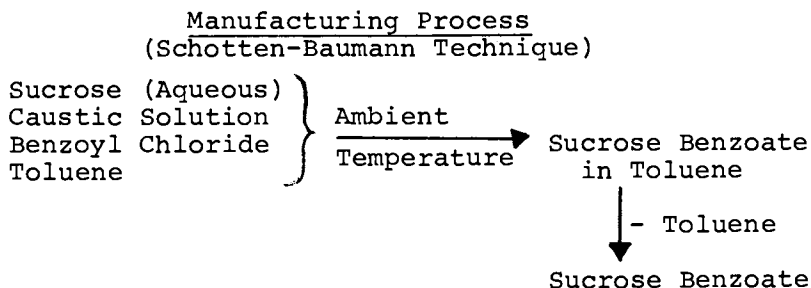 Manufacturing Process
(Schotten-Baumann Technique)
Sucrose (Aqueous)
Caustic Solution
Benzoyl Chloride
Toluene
Ambient
Temperature
Sucrose Benzoate
in Toluene
- Toluene
Sucrose Benzoate